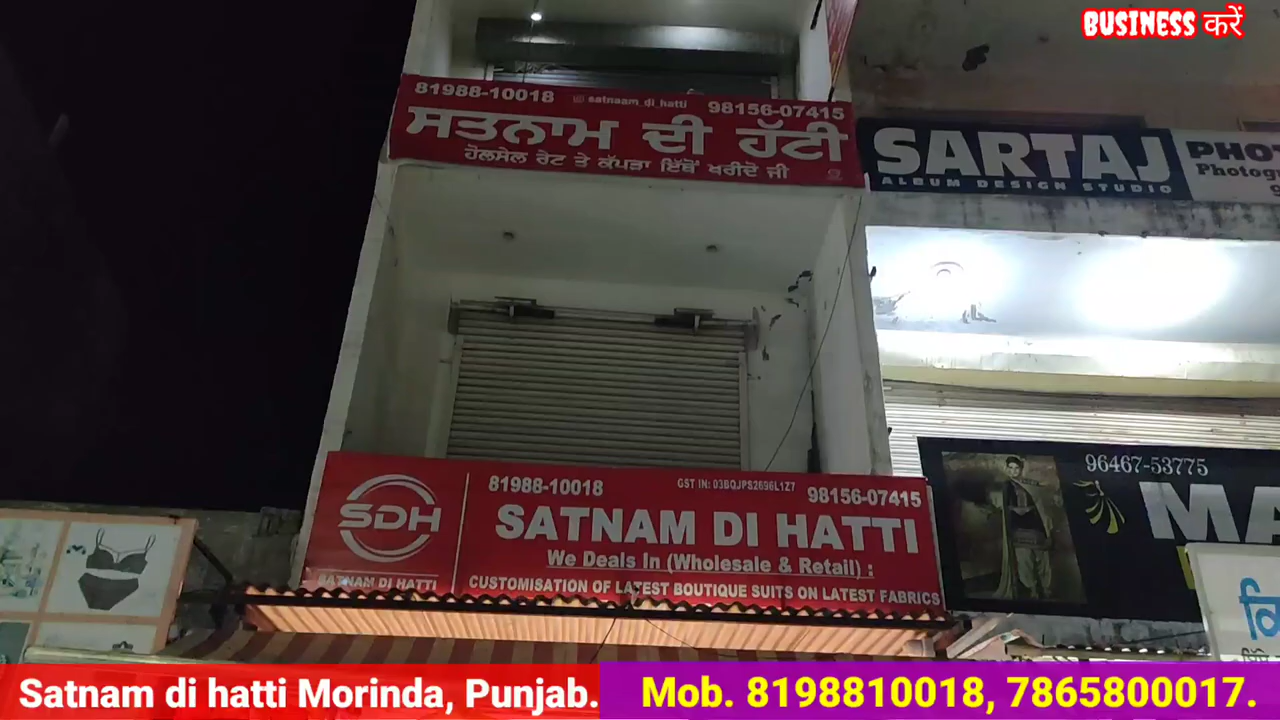 BUSINESS करें
81988-10018 satnaam_di_hatti 98156-07415
ਸਤਨਾਮ ਦੀ ਹੱਟੀ
ਹੋਲਸੇਲ ਰੇਟ ਤੇ ਕੱਪੜਾ ਇੱਥੋਂ ਖਰੀਦੋ ਜੀ
SARTAJ
ALBUM DESIGN STUDIO
PHOT
Photogr
SDH
SATNAM DI HATTI
81988-10018 GST IN: 03BQJPS2696L1Z7 98156-07415
SATNAM DI HATTI
We Deals In (Wholesale & Retail) :
CUSTOMISATION OF LATEST BOUTIQUE SUITS ON LATEST FABRICS
96467-53775
MA
Satnam di hatti Morinda, Punjab.
Mob. 8198810018, 7865800017.